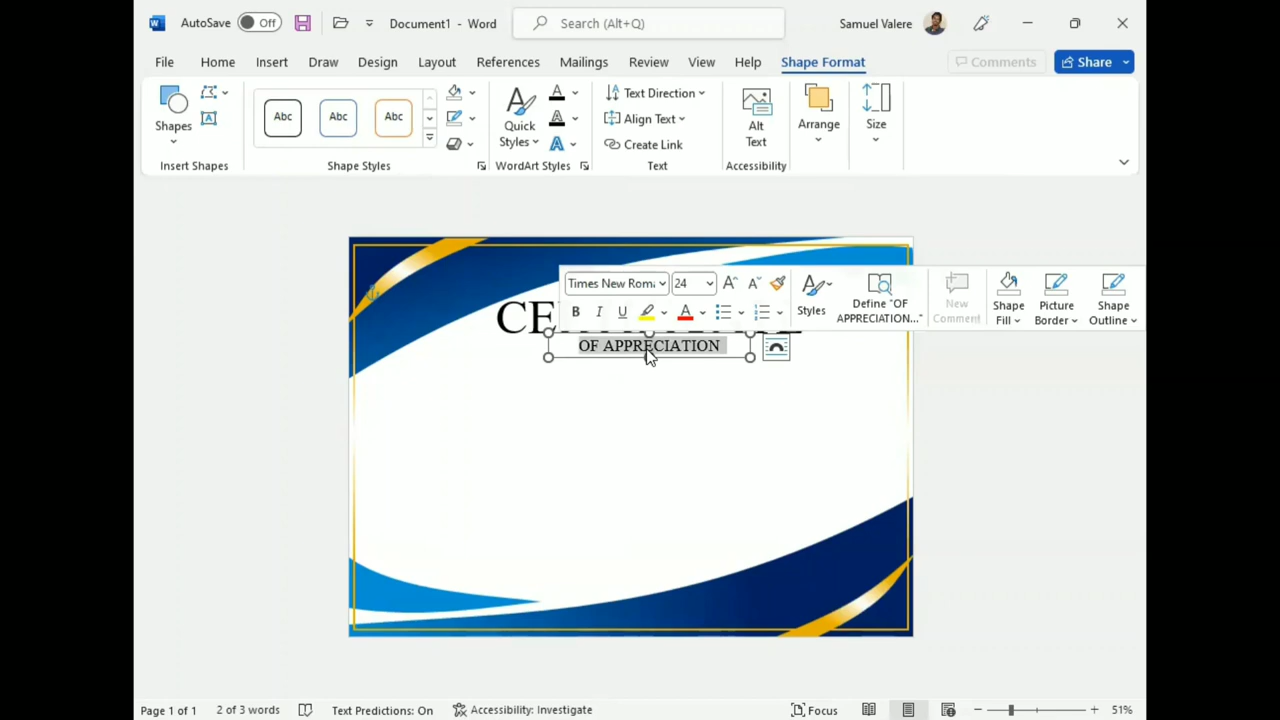 AutoSave Off Document1 - Word Search (Alt+Q) Samuel Valere
File Home Insert Draw Design Layout References Mailings Review View Help Shape Format Comments Share
Shapes
Abc Abc Abc
Quick
Styles
A
A
A
A
Text Direction
Align Text
Create Link
Alt
Text
Arrange
Size
Insert Shapes Shape Styles WordArt Styles Text Accessibility
Times New Roma 24 A A
B I U A
Styles
Define "OF
APPRECIATION..."
New
Comment
Shape
Fill
Picture
Border
Shape
Outline
OF APPRECIATION
Page 1 of 1 2 of 3 words Text Predictions: On Accessibility: Investigate Focus 51%